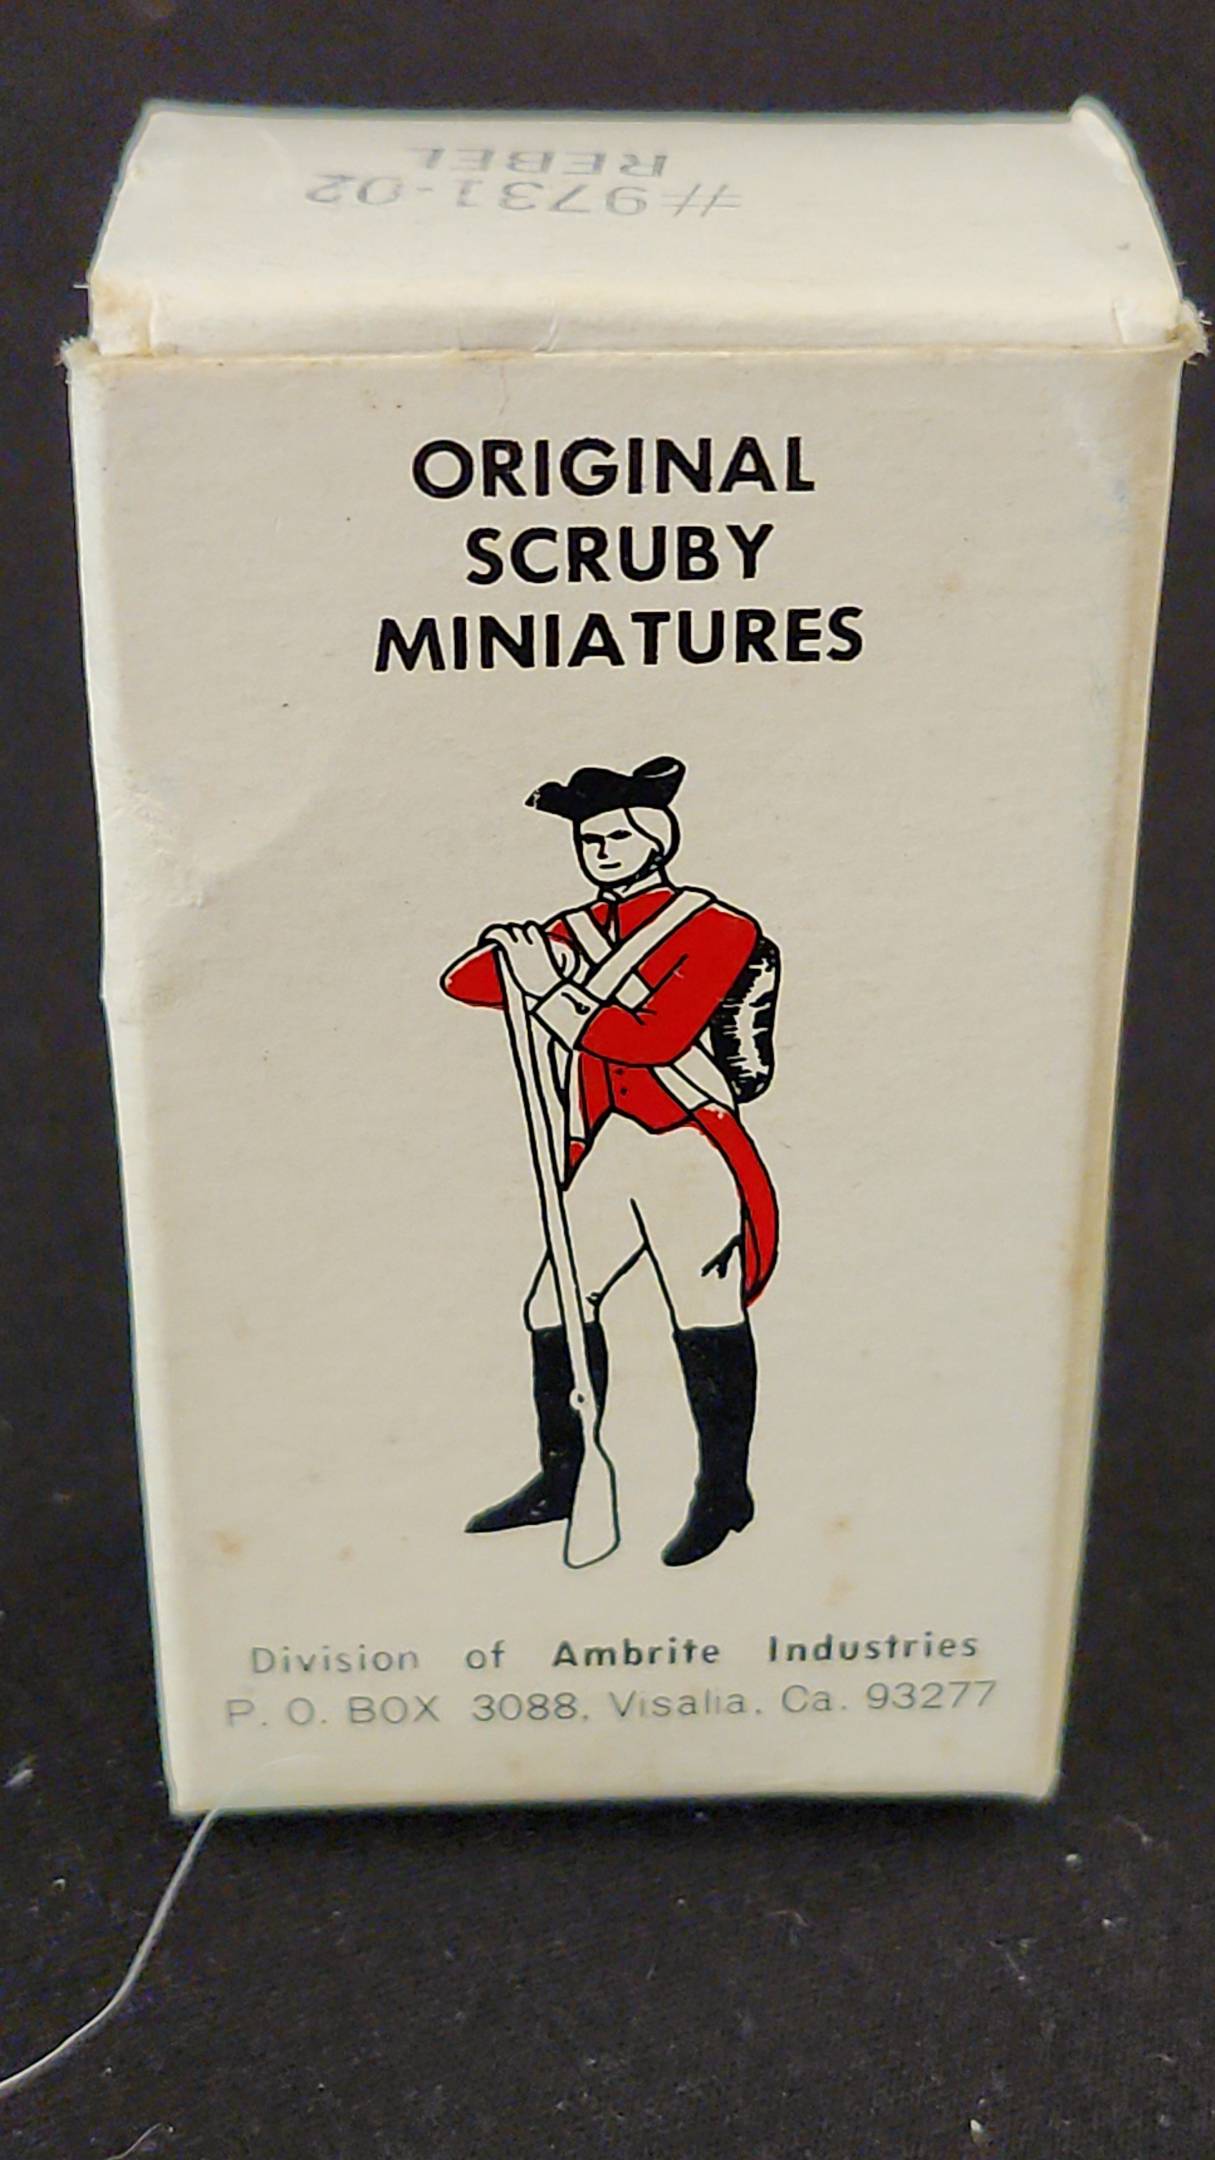 #9731-02
REBEL
ORIGINAL
SCRUBY
MINIATURES
Division of Ambrite Industries
P. O. BOX 3088, Visalia, Ca. 93277